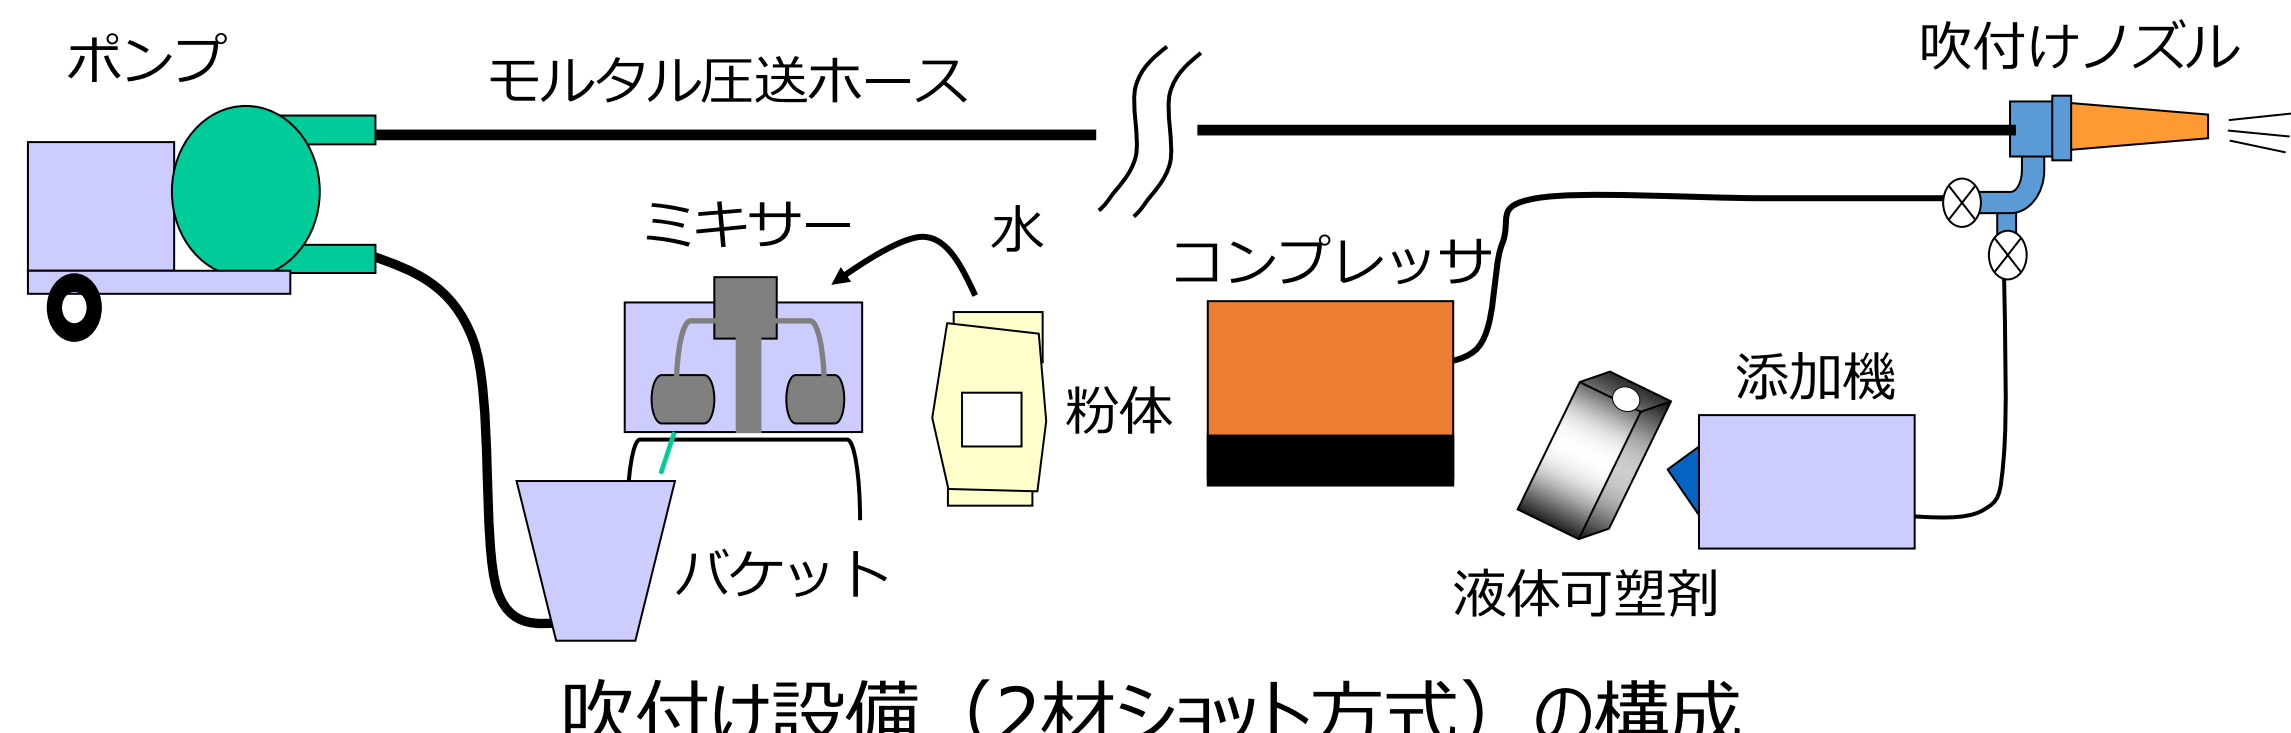 ポンプ
モルタル圧送ホース
吹付けノズル
ミキサー
水
コンプレッサ
粉体
添加機
バケット
液体可塑剤
吹付け設備（2材ショット方式）の構成